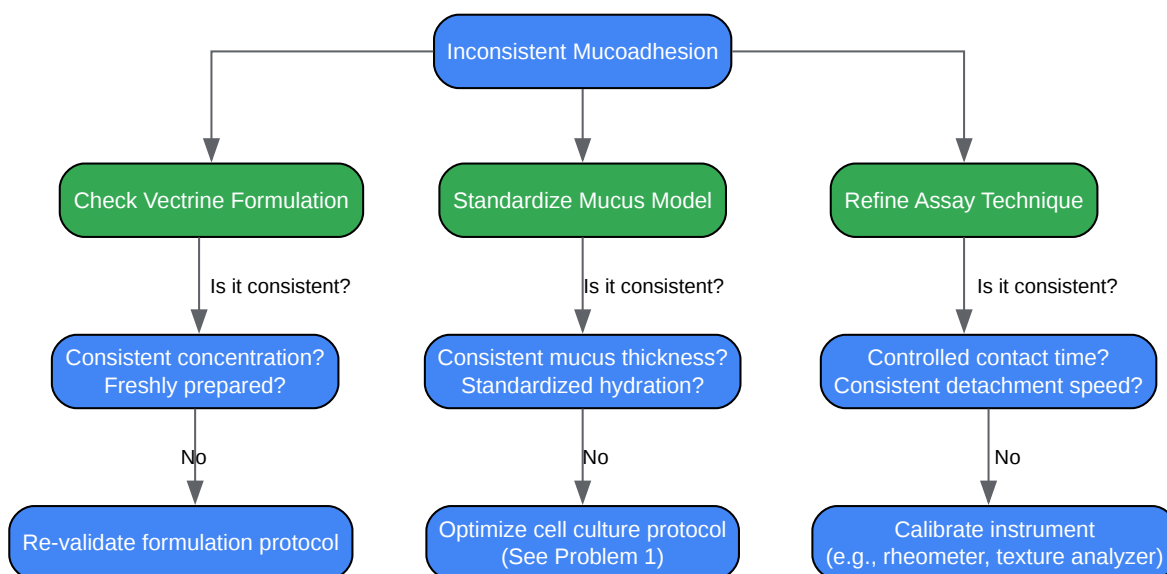 Inconsistent Mucoadhesion
Check Vectrine Formulation
Standardize Mucus Model
Refine Assay Technique
Is it consistent?
Is it consistent?
Is it consistent?
Consistent concentration?
Freshly prepared?
Consistent mucus thickness?
Standardized hydration?
Controlled contact time?
Consistent detachment speed?
No
No
No
Re-validate formulation protocol
Optimize cell culture protocol
(See Problem 1)
Calibrate instrument
(e.g., rheometer, texture analyzer)